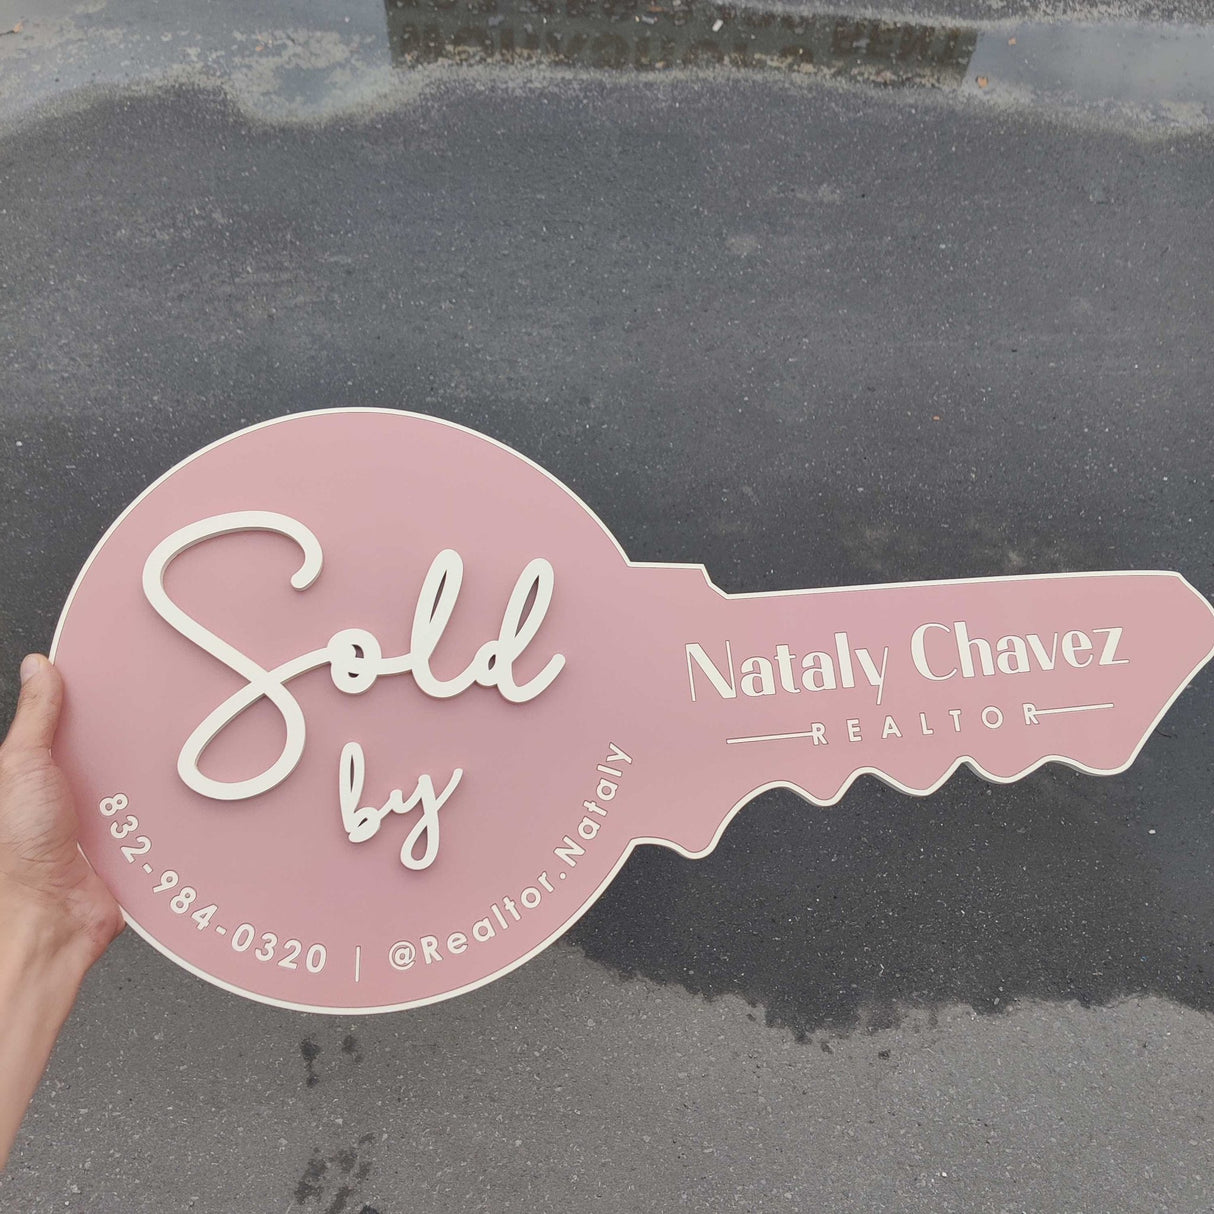 Sold
by
832-984-0320 | @Realtor.Nataly
Nataly Chavez
REALTOR